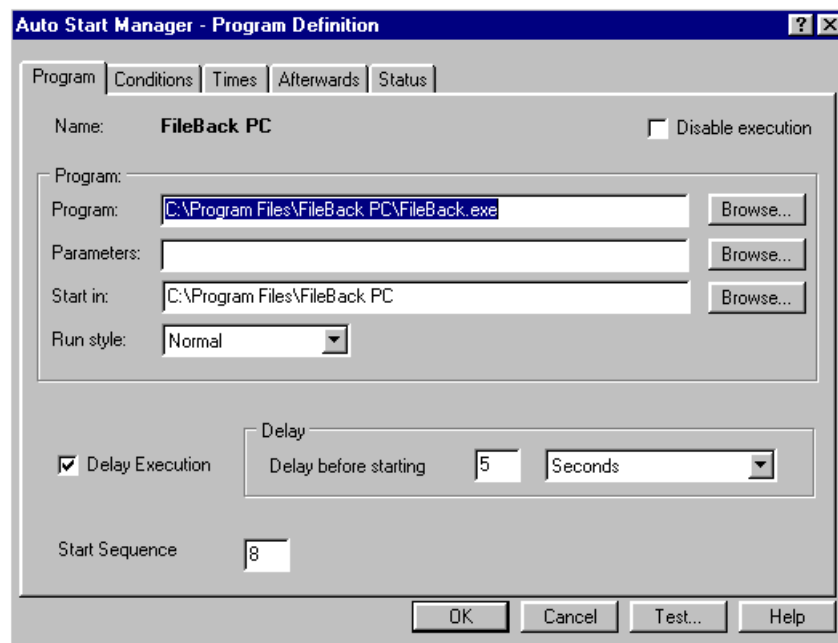 Auto Start Manager - Program Definition
Program Conditions Times Afterwards Status
Name: FileBack PC Disable execution
Program:
Program: C:\Program Files\FileBack PC\FileBack.exe Browse...
Parameters: Browse...
Start in: C:\Program Files\FileBack PC Browse...
Run style: Normal
Delay
Delay Execution Delay before starting 5 Seconds
Start Sequence 8
OK Cancel Test... Help